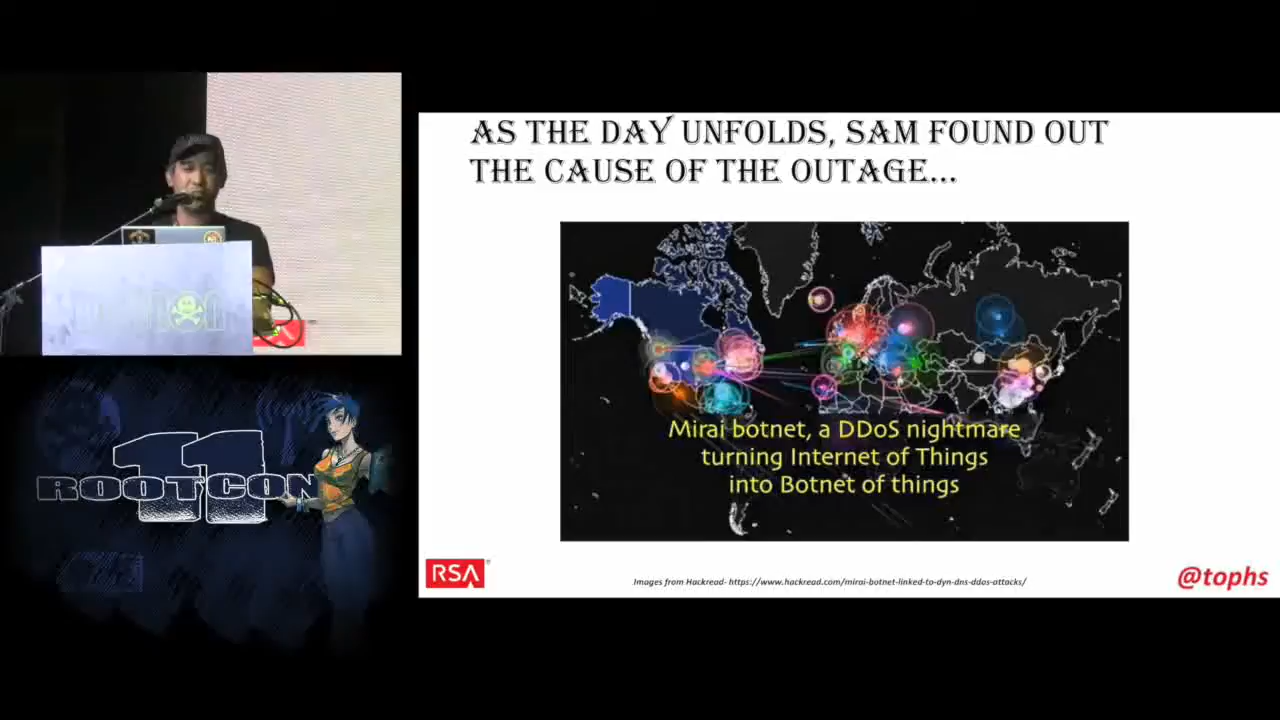 AS THE DAY UNFOLDS, SAM FOUND OUT
THE CAUSE OF THE OUTAGE...
Mirai botnet, a DDoS nightmare
turning Internet of Things
into Botnet of things
RSA
Images from Hackread- https://www.hackread.com/mirai-botnet-linked-to-dyn-dns-ddos-attacks/
@tophs
11
ROOTCON